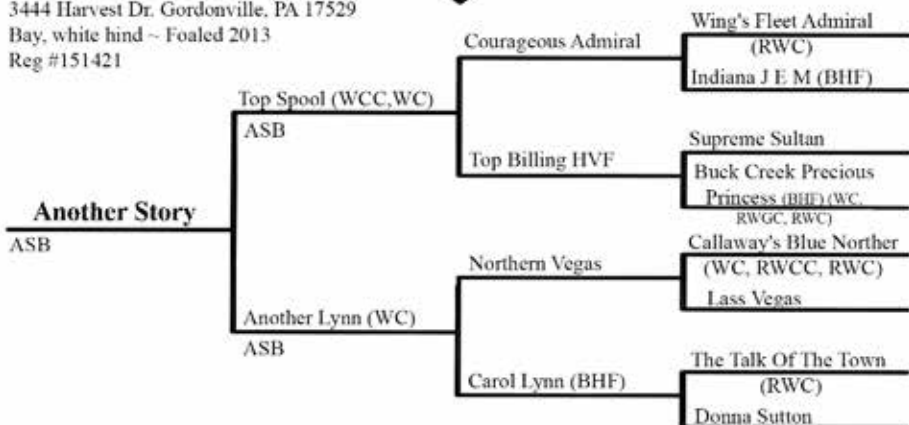 3444 Harvest Dr. Gordonville, PA 17529
Bay, white hind ~ Foaled 2013
Reg #151421
Another Story
ASB
Top Spool (WCC,WC)
ASB
Another Lynn (WC)
ASB
Courageous Admiral
Top Billing HVF
Northern Vegas
Carol Lynn (BHF)
Wing's Fleet Admiral
(RWC)
Indiana J E M (BHF)
Supreme Sultan
Buck Creek Precious
Princess (BHF) (WC,
RWGC, RWC)
Callaway's Blue Norther
(WC, RWCC, RWC)
Lass Vegas
The Talk Of The Town
(RWC)
Donna Sutton